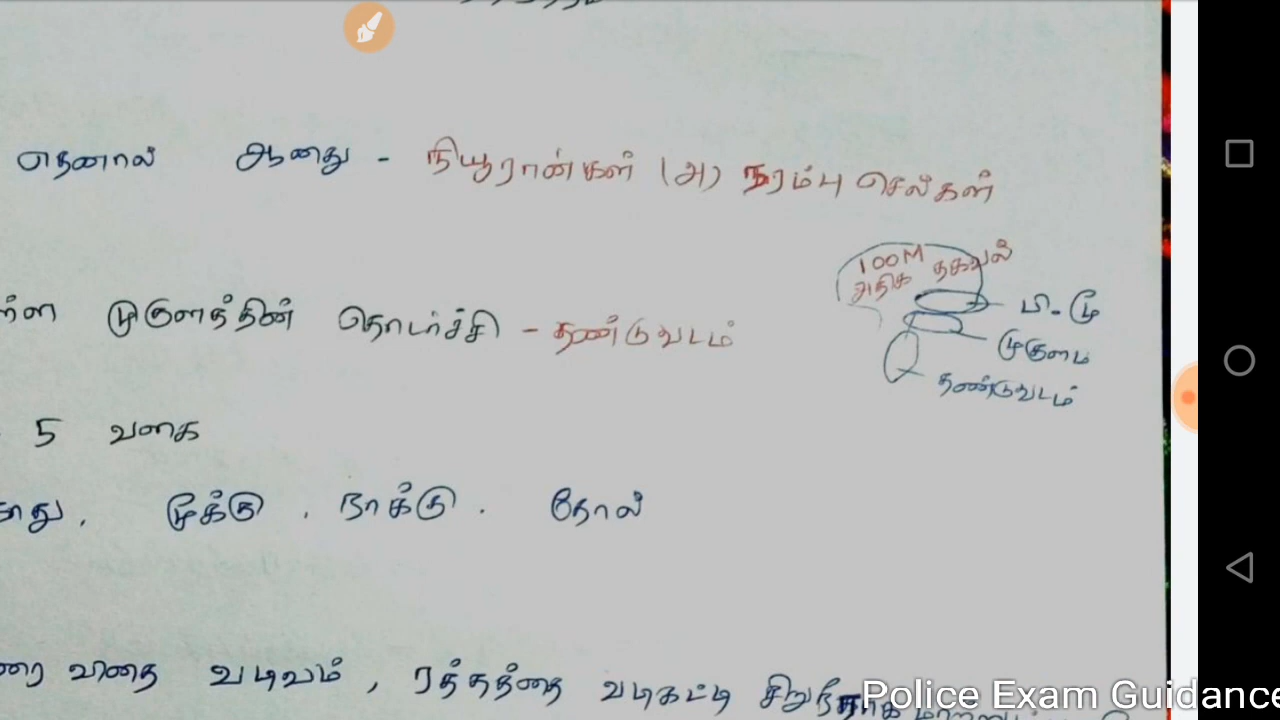 எதனால் ஆனது - நியூரான்கள் (அ) நரம்பு செல்கள்
100M தகவல்
அதிக
பி.மூ
ள்ள முகுளத்தின் தொடர்ச்சி - தண்டுவடம்
முகுளம்
தண்டுவடம்
5 வகை
காது, மூக்கு, நாக்கு. தோல்
ரை விதை வடிவம், ரத்தத்தை வடிகட்டி சிறுநீராக
Police Exam Guidance